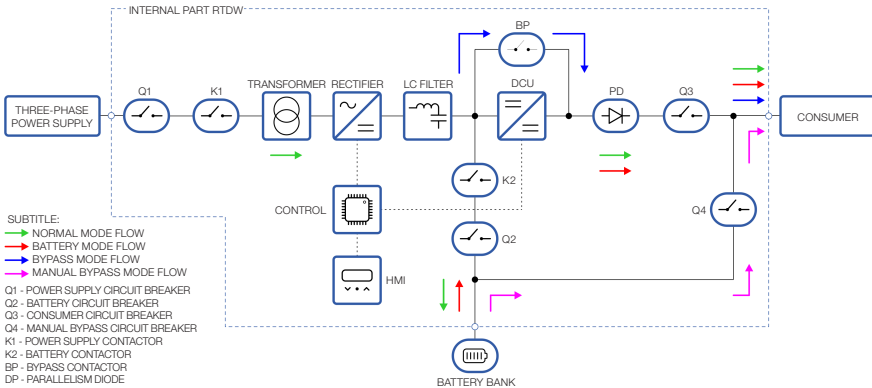 INTERNAL PART RTDW
BP
Q1
K1
TRANSFORMER
RECTIFIER
LC FILTER
DCU
PD
Q3
THREE-PHASE
POWER SUPPLY
CONSUMER
K2
CONTROL
Q4
Q2
HMI
SUBTITLE:
NORMAL MODE FLOW
BATTERY MODE FLOW
BYPASS MODE FLOW
MANUAL BYPASS MODE FLOW
Q1 - POWER SUPPLY CIRCUIT BREAKER
Q2 - BATTERY CIRCUIT BREAKER
Q3 - CONSUMER CIRCUIT BREAKER
Q4 - MANUAL BYPASS CIRCUIT BREAKER
K1 - POWER SUPPLY CONTACTOR
K2 - BATTERY CONTACTOR
BP - BYPASS CONTACTOR
DP - PARALLELISM DIODE
BATTERY BANK